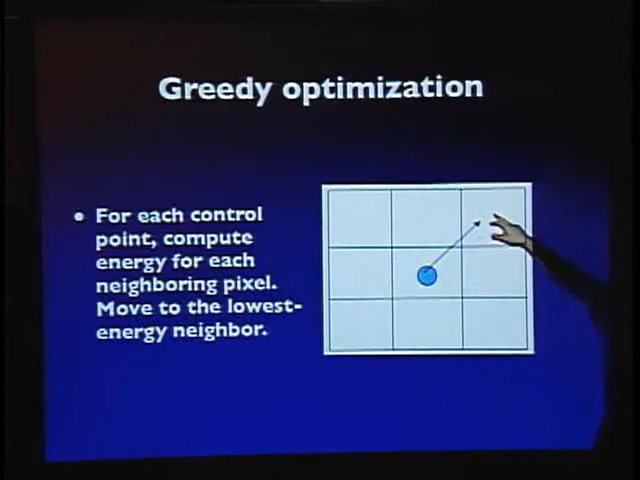 Greedy optimization
• For each control
point, compute
energy for each
neighboring pixel.
Move to the lowest-
energy neighbor.